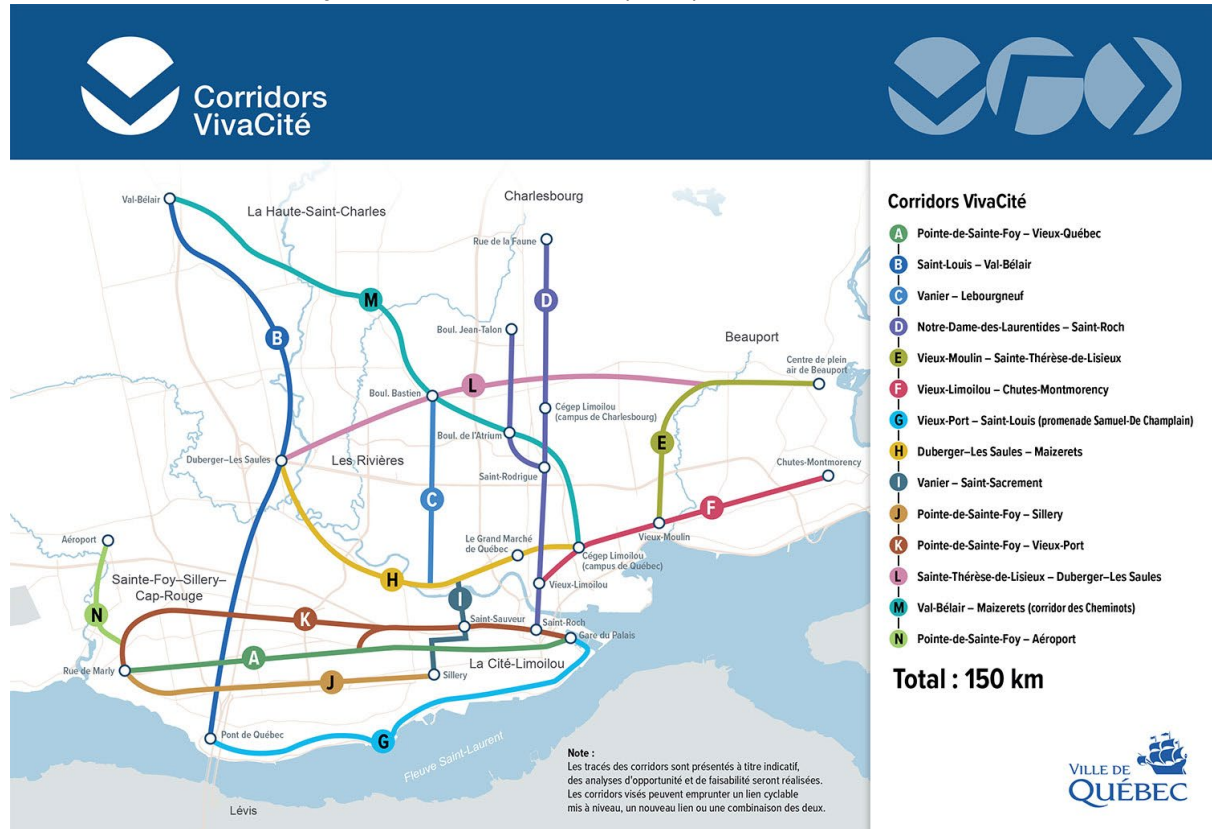 Corridors
VivaCité
Val-Bélair
La Haute-Saint-Charles
Charlesbourg
Rue de la Faune
M
D
B
Boul. Jean-Talon
Beauport
Centre de plein
air de Beauport
L
Boul. Bastien
Cégep Limoilou
(campus de Charlesbourg)
Boul. de l'Atrium
E
Duberger–Les Saules
Les Rivières
Saint-Rodrigue
Chutes-Montmorency
C
F
Vieux-Moulin
Aéroport
Le Grand Marché
de Québec
Cégep Limoilou
(campus de Québec)
Sainte-Foy–Sillery–
Cap-Rouge
H
Vieux-Limoilou
I
N
K
Saint-Sauveur
Saint-Roch
Gare du Palais
A
La Cité-Limoilou
Rue de Marly
J
Sillery
Pont de Québec
G
Fleuve Saint-Laurent
Lévis
Note :
Les tracés des corridors sont présentés à titre indicatif,
des analyses d'opportunité et de faisabilité seront réalisées.
Les corridors visés peuvent emprunter un lien cyclable
mis à niveau, un nouveau lien ou une combinaison des deux.
Corridors VivaCité
A Pointe-de-Sainte-Foy – Vieux-Québec
B Saint-Louis – Val-Bélair
C Vanier – Lebourgneuf
D Notre-Dame-des-Laurentides – Saint-Roch
E Vieux-Moulin – Sainte-Thérèse-de-Lisieux
F Vieux-Limoilou – Chutes-Montmorency
G Vieux-Port – Saint-Louis (promenade Samuel-De Champlain)
H Duberger–Les Saules – Maizerets
I Vanier – Saint-Sacrement
J Pointe-de-Sainte-Foy – Sillery
K Pointe-de-Sainte-Foy – Vieux-Port
L Sainte-Thérèse-de-Lisieux – Duberger–Les Saules
M Val-Bélair – Maizerets (corridor des Cheminots)
N Pointe-de-Sainte-Foy – Aéroport
Total : 150 km
VILLE DE
QUÉBEC